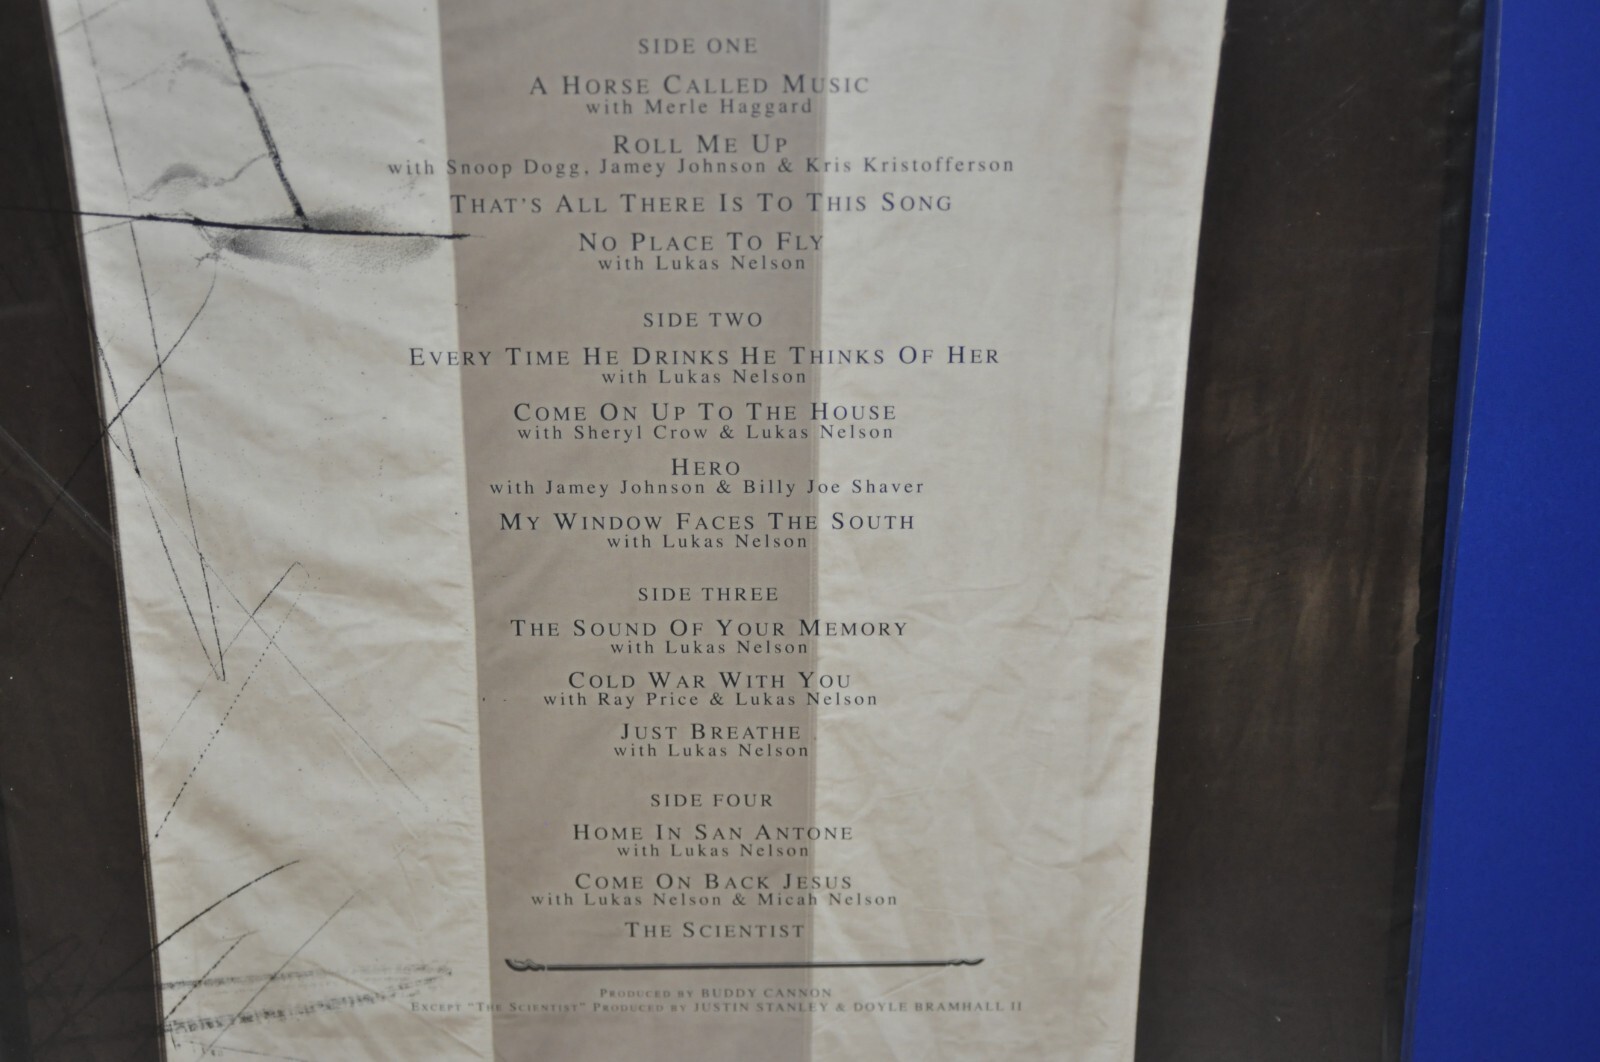 SIDE ONE
A HORSE CALLED MUSIC
with Merle Haggard
ROLL ME UP
with Snoop Dogg, Jamey Johnson & Kris Kristofferson
THAT'S ALL THERE IS TO THIS SONG
NO PLACE TO FLY
with Lukas Nelson
SIDE TWO
EVERY TIME HE DRINKS HE THINKS OF HER
with Lukas Nelson
COME ON UP TO THE HOUSE
with Sheryl Crow & Lukas Nelson
HERO
with Jamey Johnson & Billy Joe Shaver
MY WINDOW FACES THE SOUTH
with Lukas Nelson
SIDE THREE
THE SOUND OF YOUR MEMORY
with Lukas Nelson
COLD WAR WITH YOU
with Ray Price & Lukas Nelson
JUST BREATHE
with Lukas Nelson
SIDE FOUR
HOME IN SAN ANTONE
with Lukas Nelson
COME ON BACK JESUS
with Lukas Nelson & Micah Nelson
THE SCIENTIST
PRODUCED BY BUDDY CANNON
EXCEPT "THE SCIENTIST" PRODUCED BY JUSTIN STANLEY & DOYLE BRAMHALL II